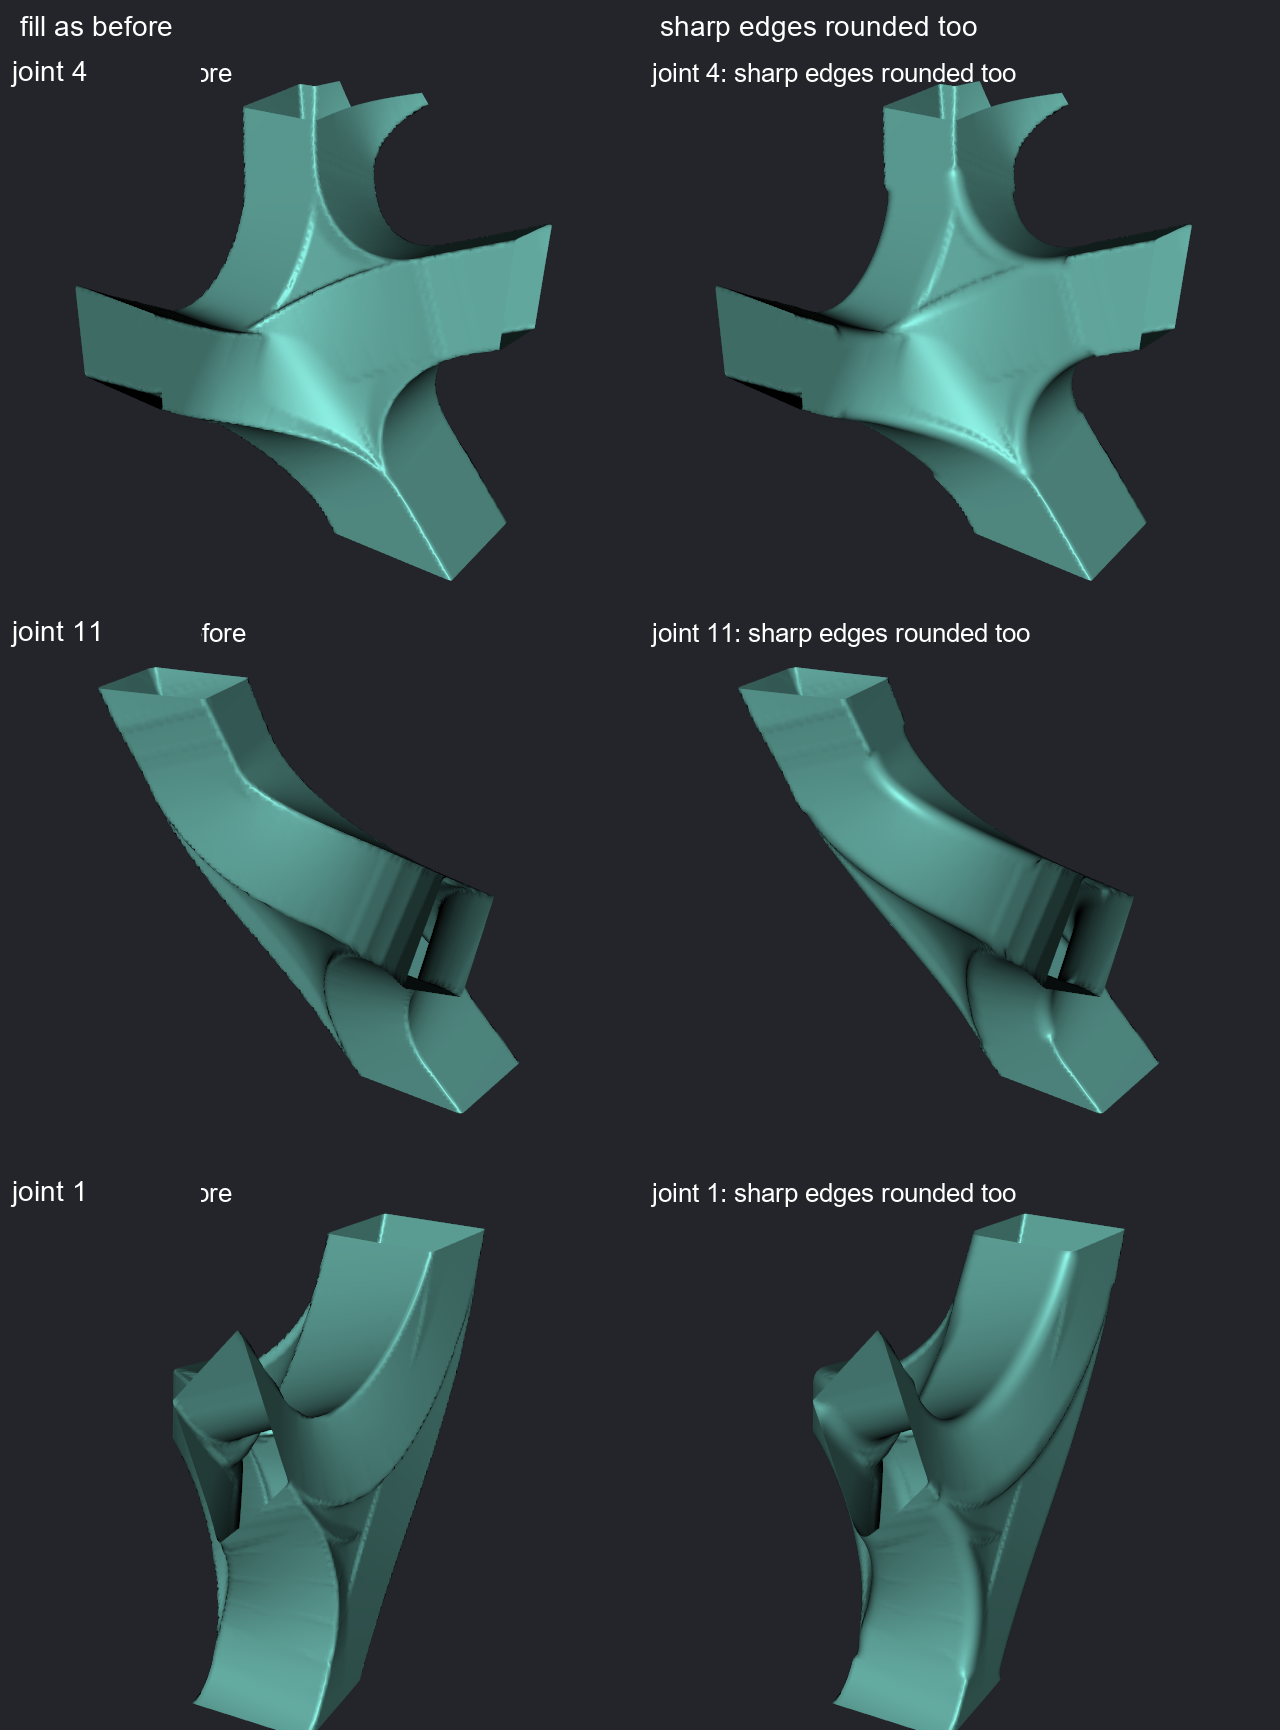 fill as before
sharp edges rounded too
joint 4
ore
joint 4: sharp edges rounded too
joint 11
fore
joint 11: sharp edges rounded too
joint 1
ore
joint 1: sharp edges rounded too